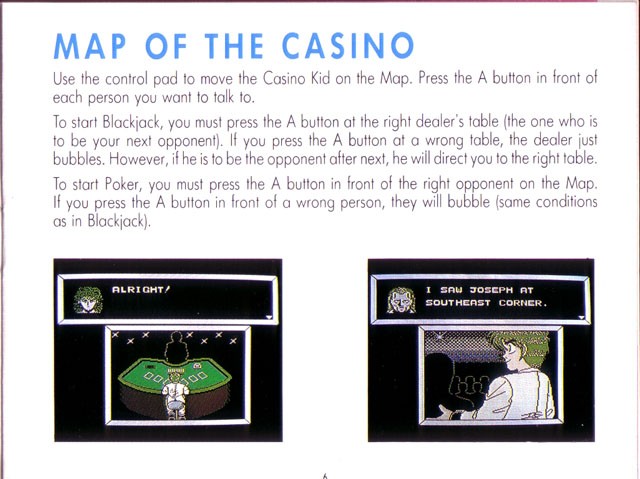 MAP OF THE CASINO
Use the control pad to move the Casino Kid on the Map. Press the A button in front of
each person you want to talk to.
To start Blackjack, you must press the A button at the right dealer's table (the one who is
to be your next opponent). If you press the A button at a wrong table, the dealer just
bubbles. However, if he is to be the opponent after next, he will direct you to the right table.
To start Poker, you must press the A button in front of the right opponent on the Map.
If you press the A button in front of a wrong person, they will bubble (same conditions
as in Blackjack).
ALRIGHT!
I SAW JOSEPH AT
SOUTHEAST CORNER.
6